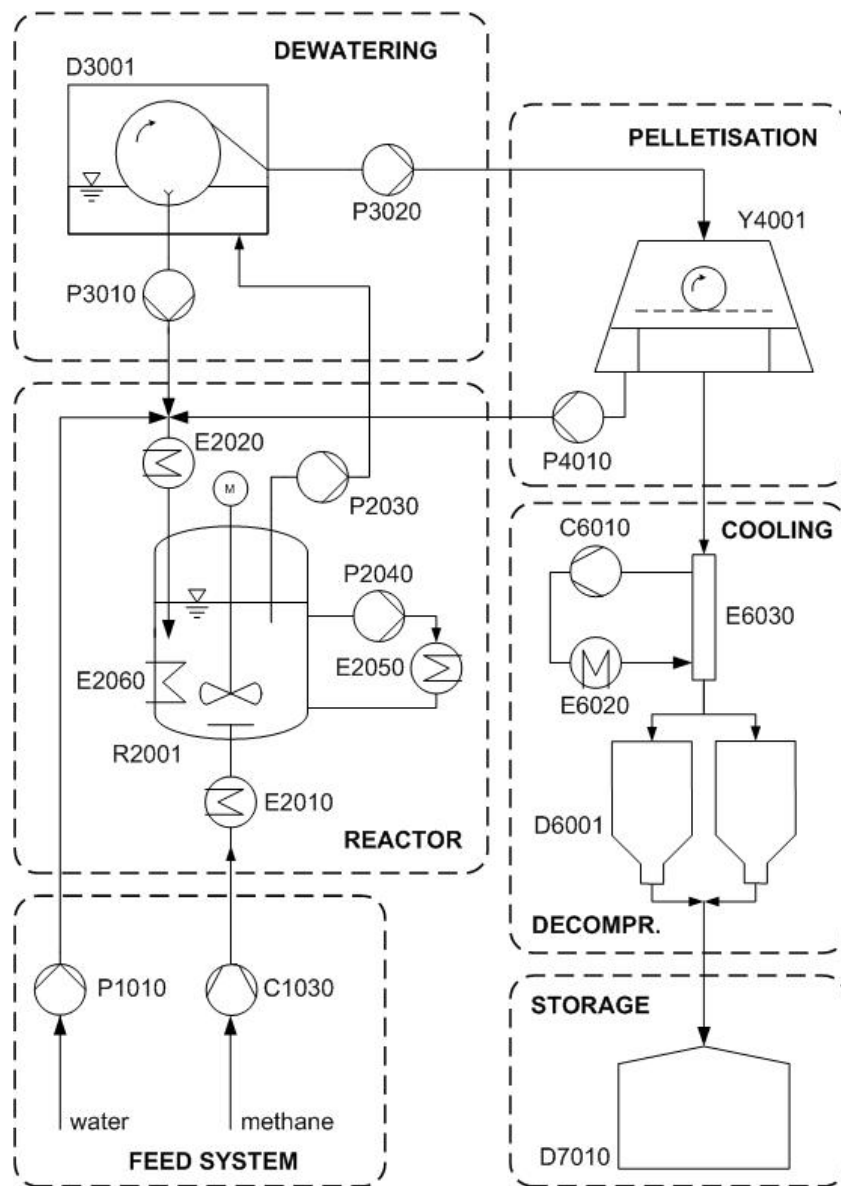 DEWATERING
D3001
PELLETISATION
P3020
Y4001
P3010
E2020
P4010
M
P2030
C6010
COOLING
P2040
E6030
E2060
E2050
E6020
R2001
E2010
D6001
REACTOR
DECOMPR.
P1010
C1030
STORAGE
water
methane
FEED SYSTEM
D7010